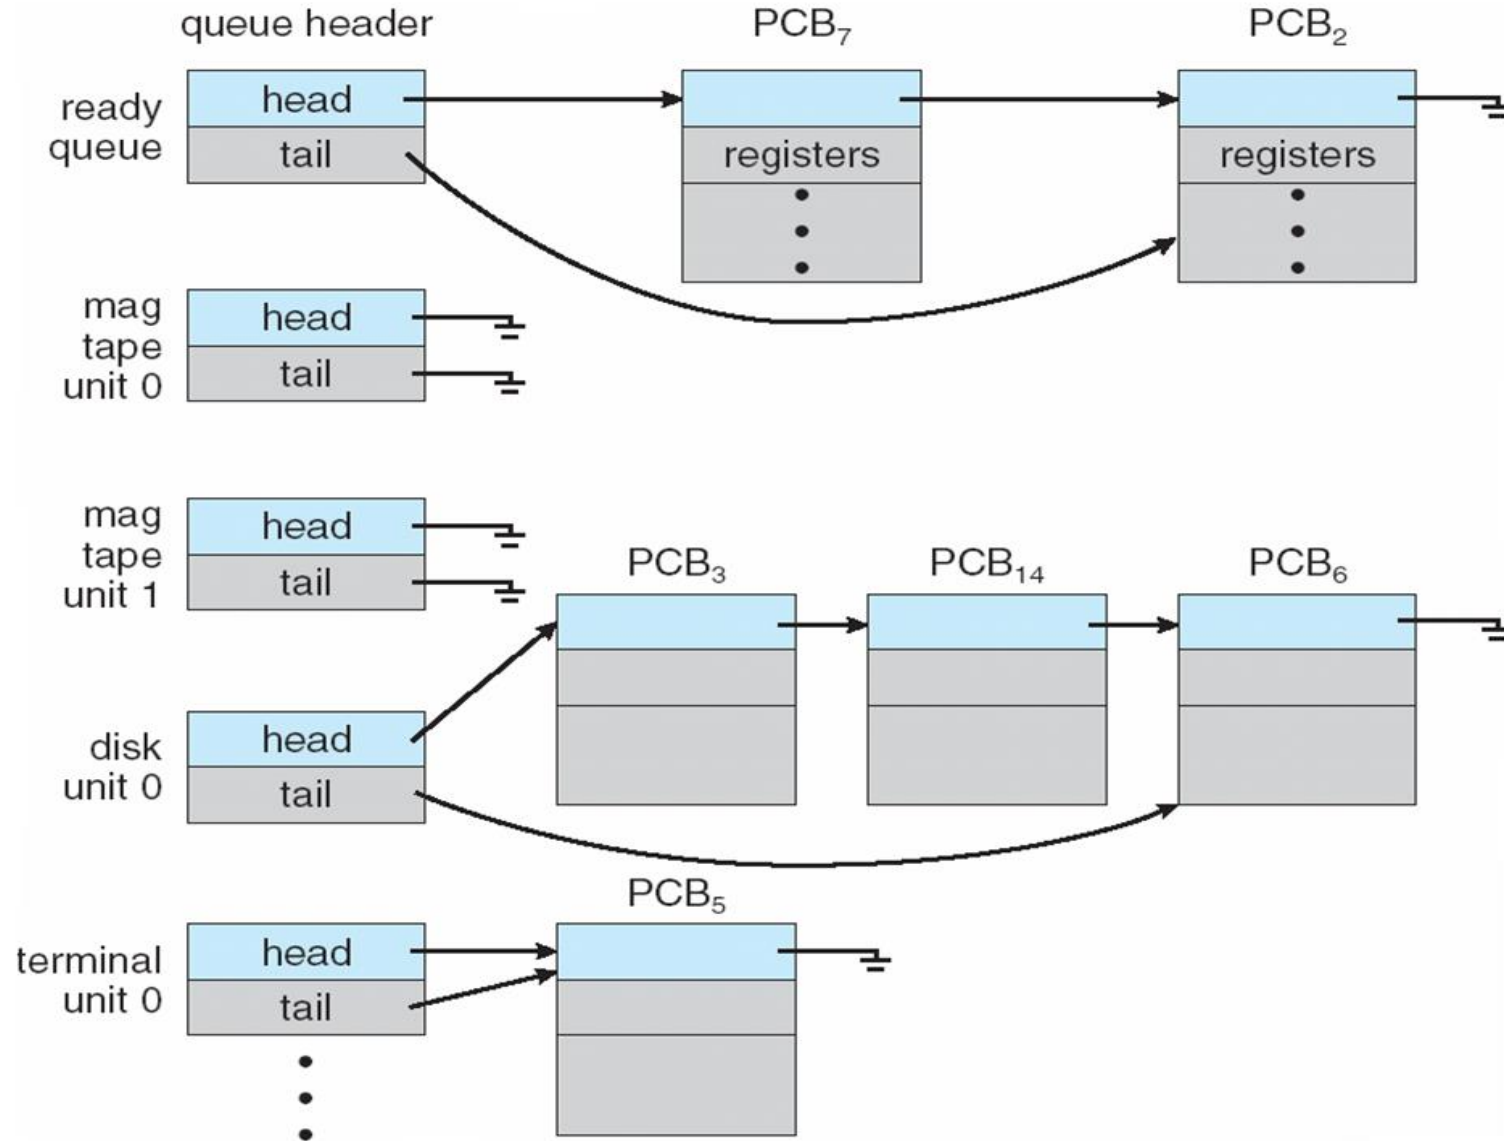 queue header
PCB7
PCB2
ready
queue
head
tail
registers
registers
mag
tape
unit 0
head
tail
mag
tape
unit 1
head
tail
PCB3
PCB14
PCB6
disk
unit 0
head
tail
PCB5
terminal
unit 0
head
tail